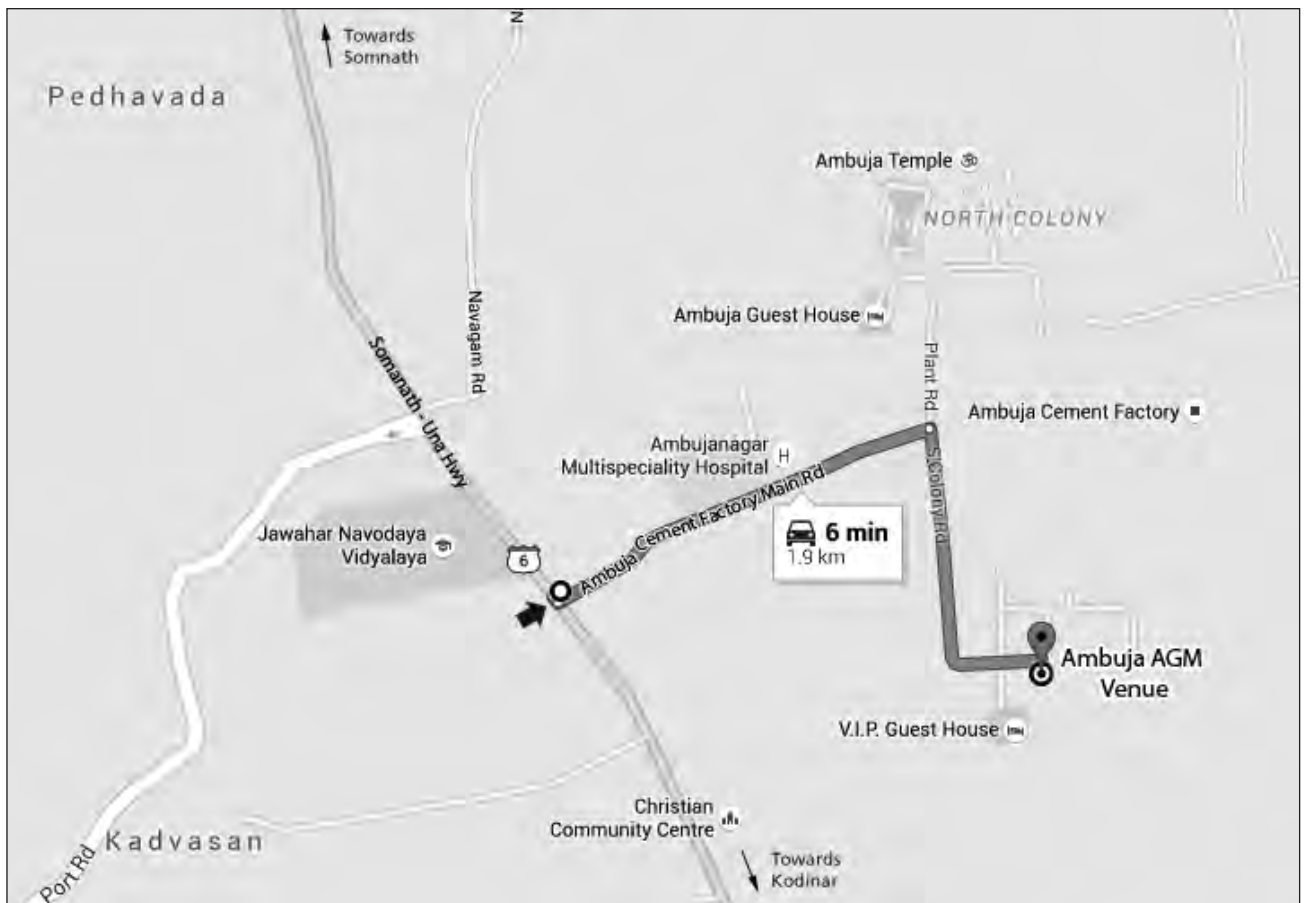 N
Towards
Somnath
Pedhavada
Ambuja Temple
NORTH COLONY
Navagam Rd
Ambuja Guest House
Plant Rd
Somanath - Una Hwy
Ambuja Cement Factory
Ambujanagar
Multispeciality Hospital
H
S Colony Rd
Ambuja Cement Factory Main Rd
6 min
1.9 km
Jawahar Navodaya
Vidyalaya
6
Ambuja AGM
Venue
V.I.P. Guest House
Christian
Community Centre
Kadvasan
Port Rd
Towards
Kodinar